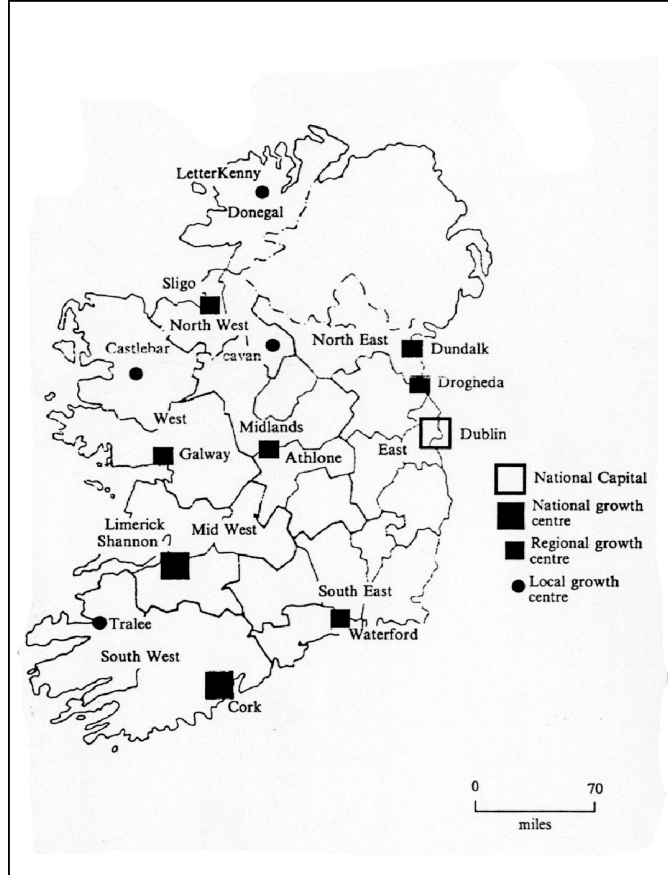 LetterKenny
Donegal
Sligo
North West
North East
Dundalk
Castlebar
cavan
Drogheda
West
Midlands
Dublin
Galway
Athlone
East
National Capital
Limerick
Shannon
Mid West
National growth
centre
Regional growth
centre
South East
Local growth
centre
Tralee
Waterford
South West
Cork
0 70
miles